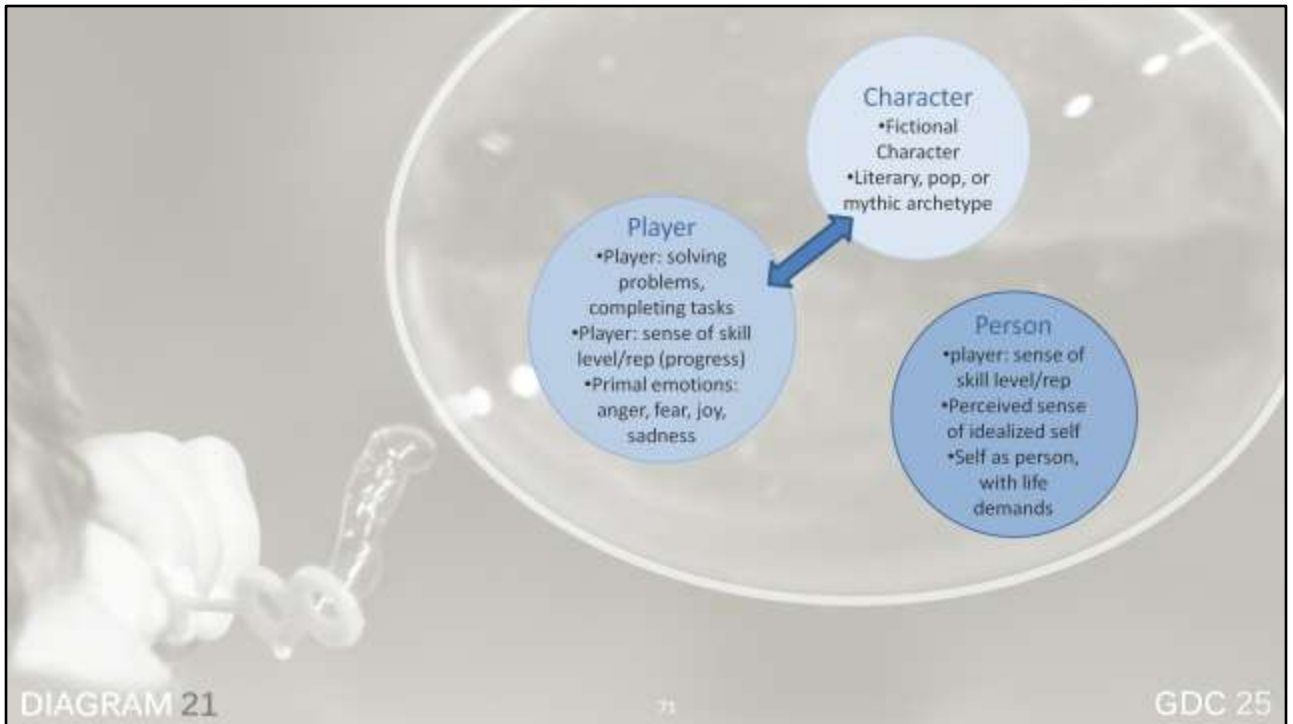 Character
•Fictional
Character
•Literary, pop, or
mythic archetype
Player
•Player: solving
problems,
completing tasks
•Player: sense of skill
level/rep (progress)
•Primal emotions:
anger, fear, joy,
sadness
Person
•player: sense of
skill level/rep
•Perceived sense
of idealized self
•Self as person,
with life
demands
DIAGRAM 21
71
GDC 25